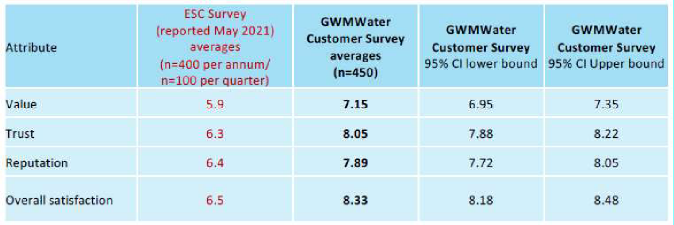 Attribute
ESC Survey
(reported May 2021)
averages
(n=400 per annum/
n=100 per quarter)
GWMWater
Customer Survey
averages
(n=450)
GWMWater
Customer Survey
95% CI lower bound
GWMWater
Customer Survey
95% CI Upper bound
Value 5.9 7.15 6.95 7.35
Trust 6.3 8.05 7.88 8.22
Reputation 6.4 7.89 7.72 8.05
Overall satisfaction 6.5 8.33 8.18 8.48